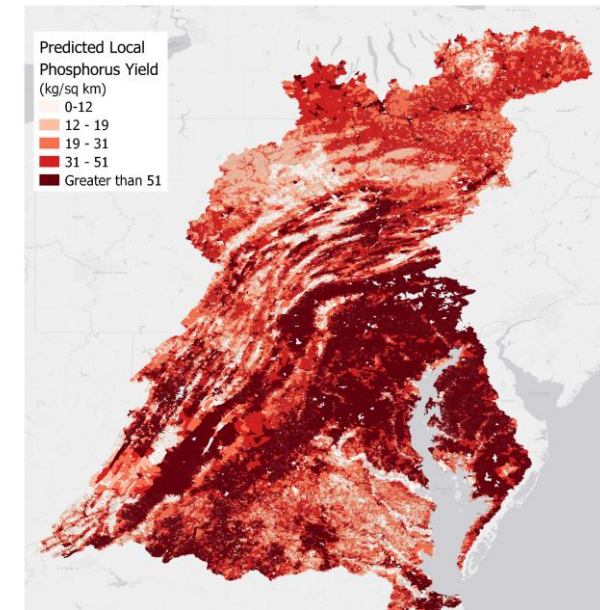 Predicted Local
Phosphorus Yield
(kg/sq km)
0-12
12 - 19
19 - 31
31 - 51
Greater than 51